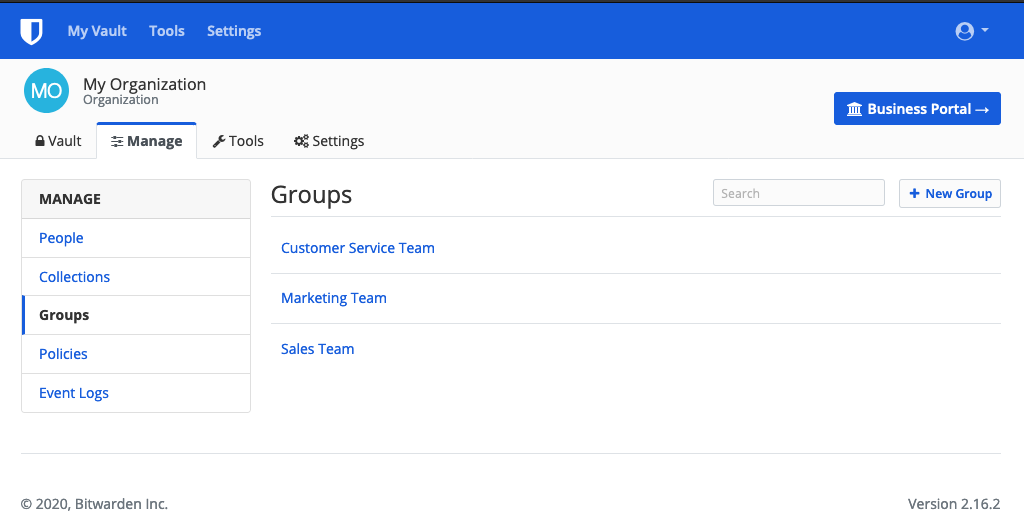 My Vault Tools Settings
MO
My Organization
Organization
Business Portal →
Vault Manage Tools Settings
MANAGE
People
Collections
Groups
Policies
Event Logs
Groups
Search
+ New Group
Customer Service Team
Marketing Team
Sales Team
© 2020, Bitwarden Inc.
Version 2.16.2